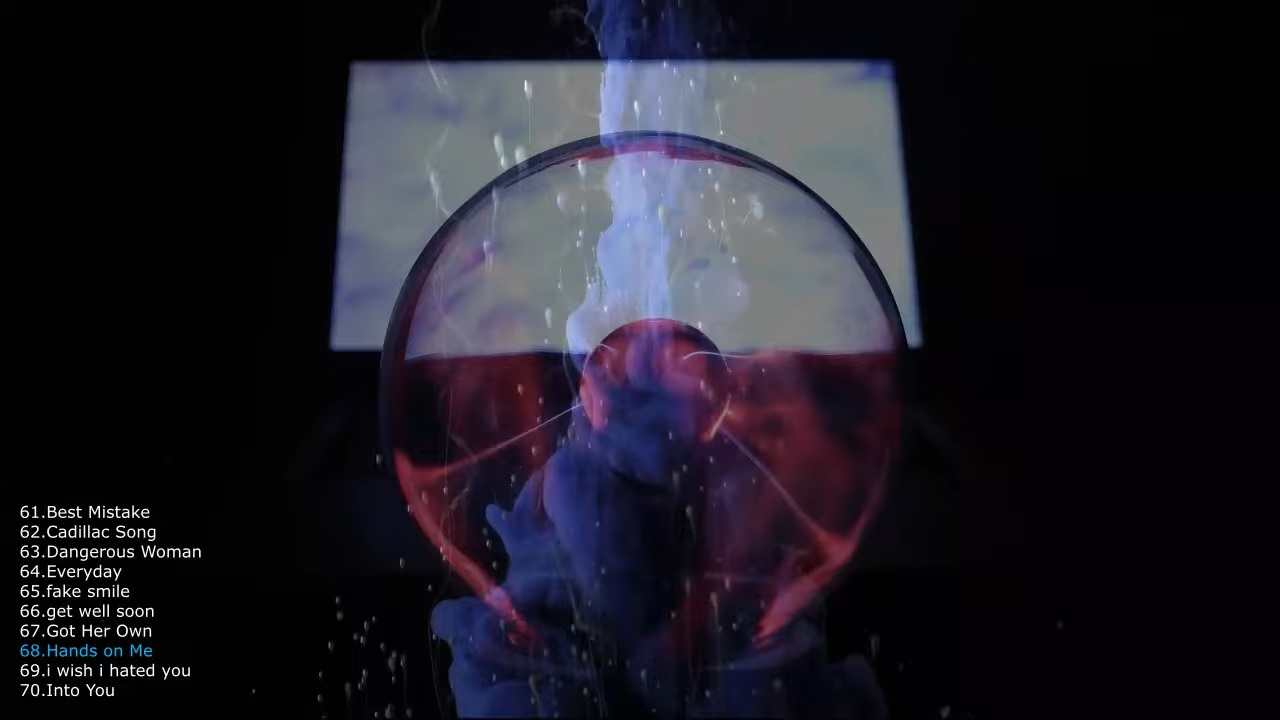 61.Best Mistake
62.Cadillac Song
63.Dangerous Woman
64.Everyday
65.fake smile
66.get well soon
67.Got Her Own
68.Hands on Me
69.i wish i hated you
70.Into You